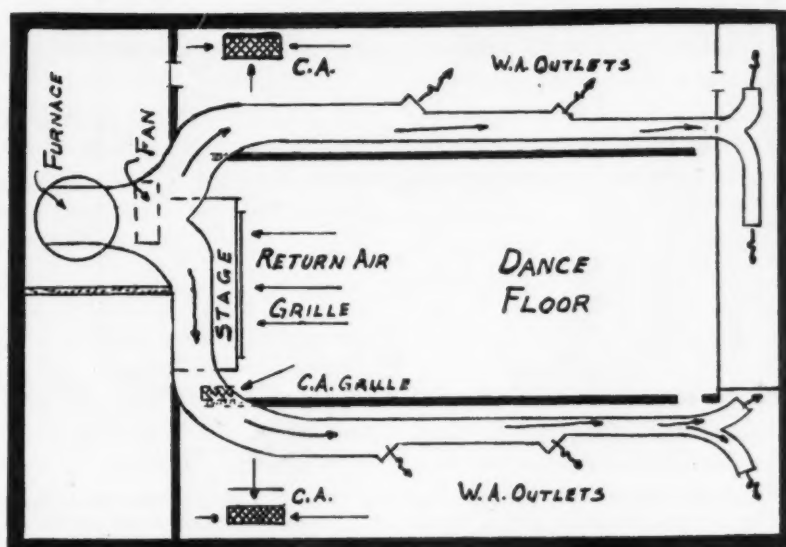 C.A.
W.A. OUTLETS
FURNACE
FAN
STAGE
RETURN AIR
GRILLE
DANCE
FLOOR
C.A. GRILLE
C.A.
W.A. OUTLETS